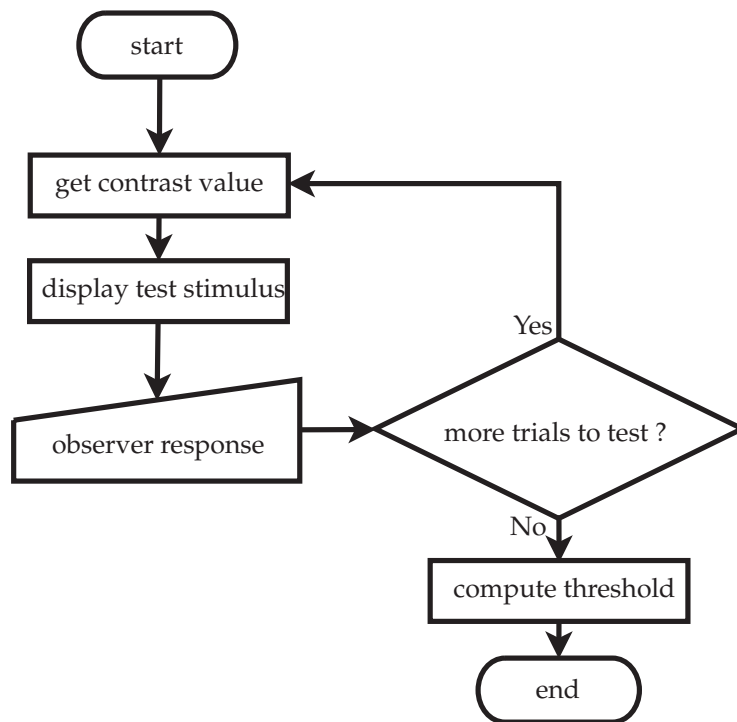 start
get contrast value
display test stimulus
observer response
Yes
more trials to test ?
No
compute threshold
end